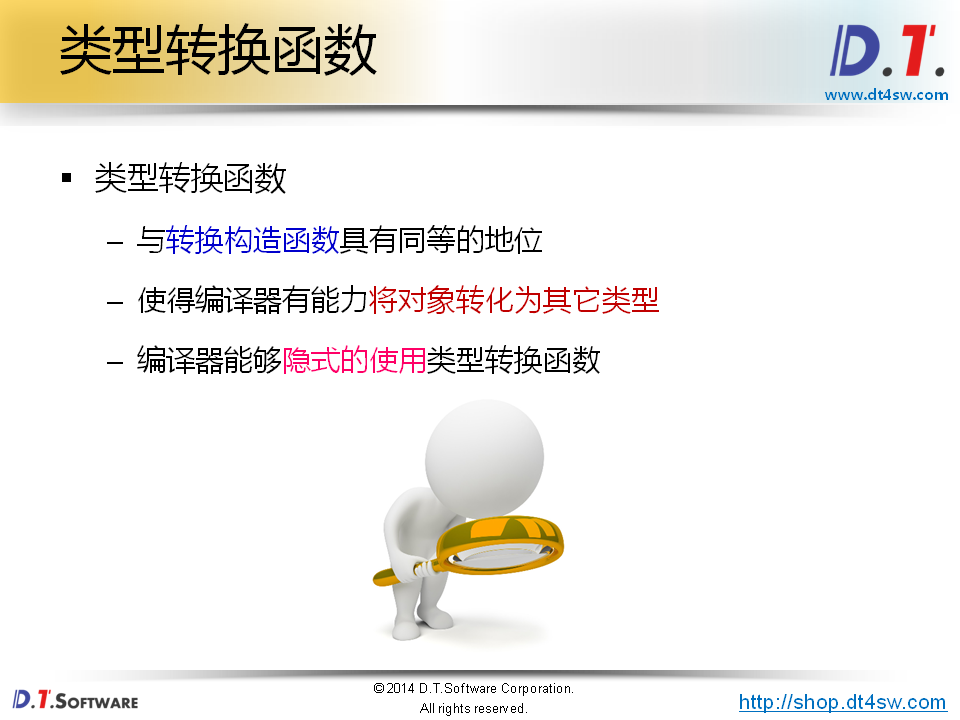 类型转换函数
D.T.
www.dt4sw.com
▪ 类型转换函数
– 与转换构造函数具有同等的地位
– 使得编译器有能力将对象转化为其它类型
– 编译器能够隐式的使用类型转换函数
D.T.SOFTWARE
©2014 D.T.Software Corporation.
All rights reserved.
http://shop.dt4sw.com